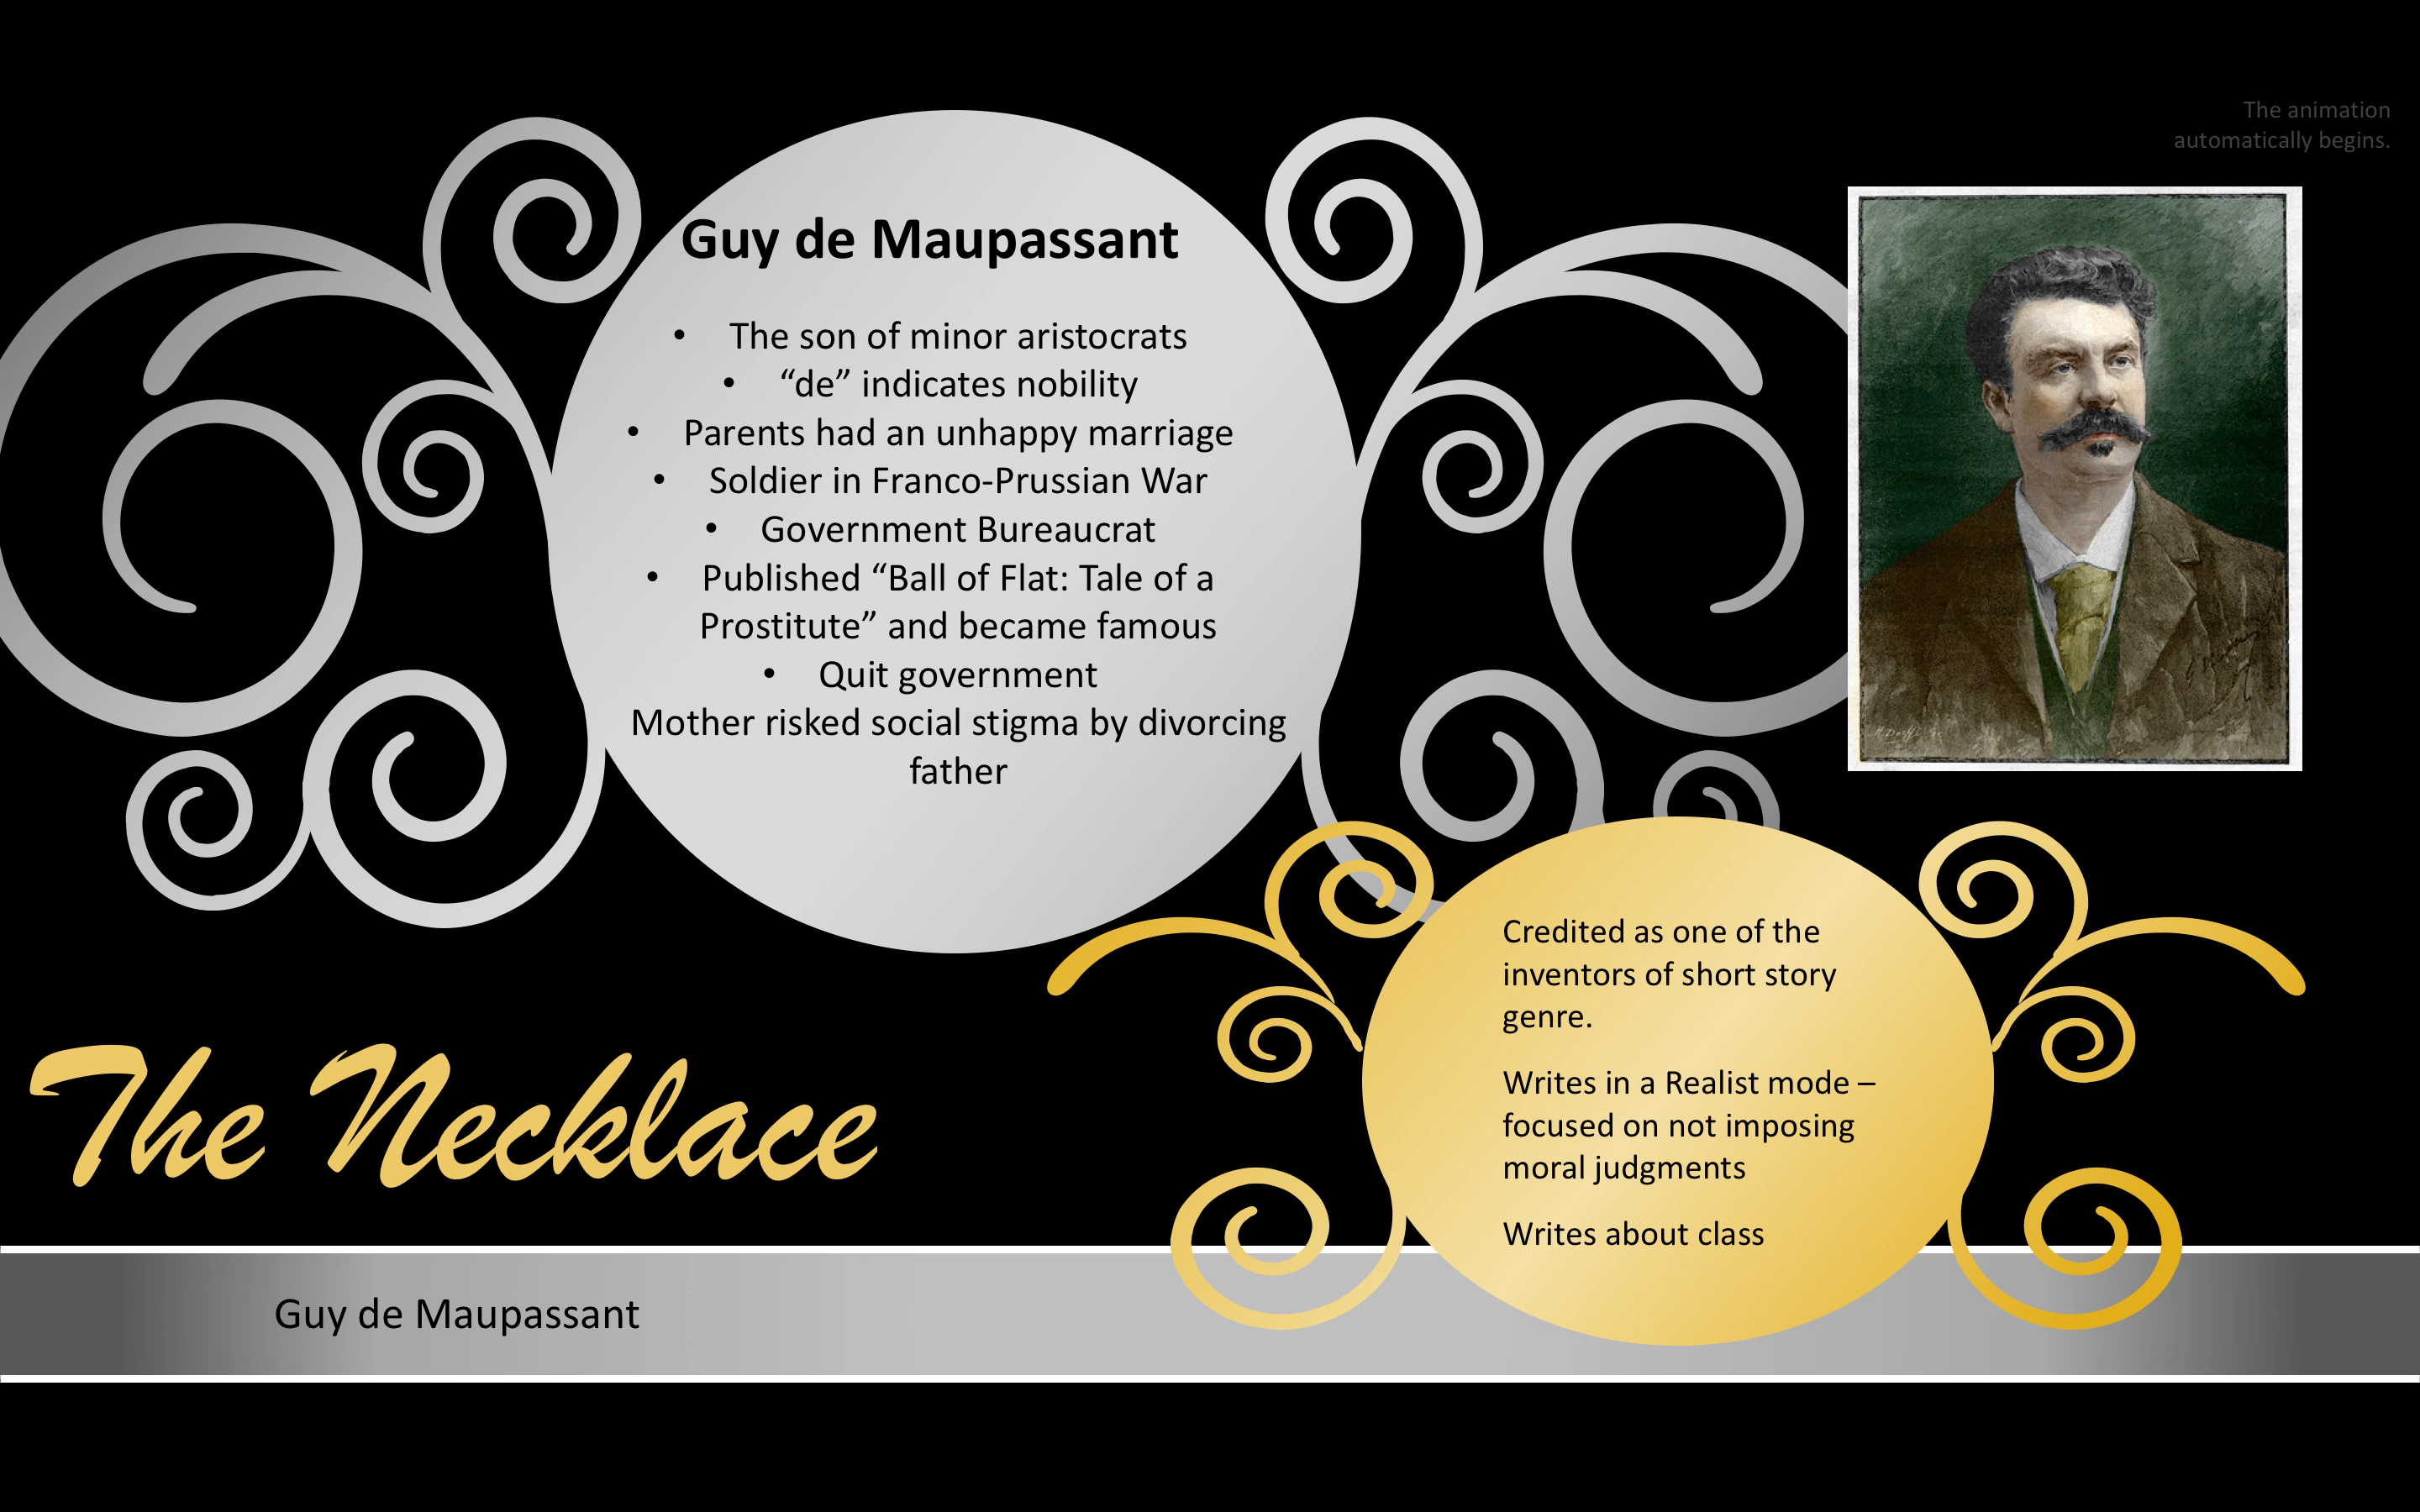 The animation
automatically begins.
Guy de Maupassant
• The son of minor aristocrats
• “de” indicates nobility
• Parents had an unhappy marriage
• Soldier in Franco-Prussian War
• Government Bureaucrat
• Published “Ball of Flat: Tale of a
Prostitute” and became famous
• Quit government
Mother risked social stigma by divorcing
father
Credited as one of the
inventors of short story
genre.
Writes in a Realist mode –
focused on not imposing
moral judgments
Writes about class
The Necklace
Guy de Maupassant